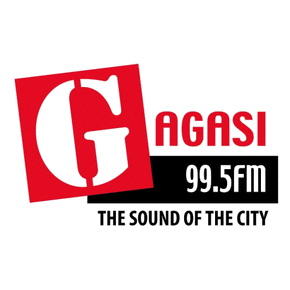 GAGASI
99.5FM
THE SOUND OF THE CITY